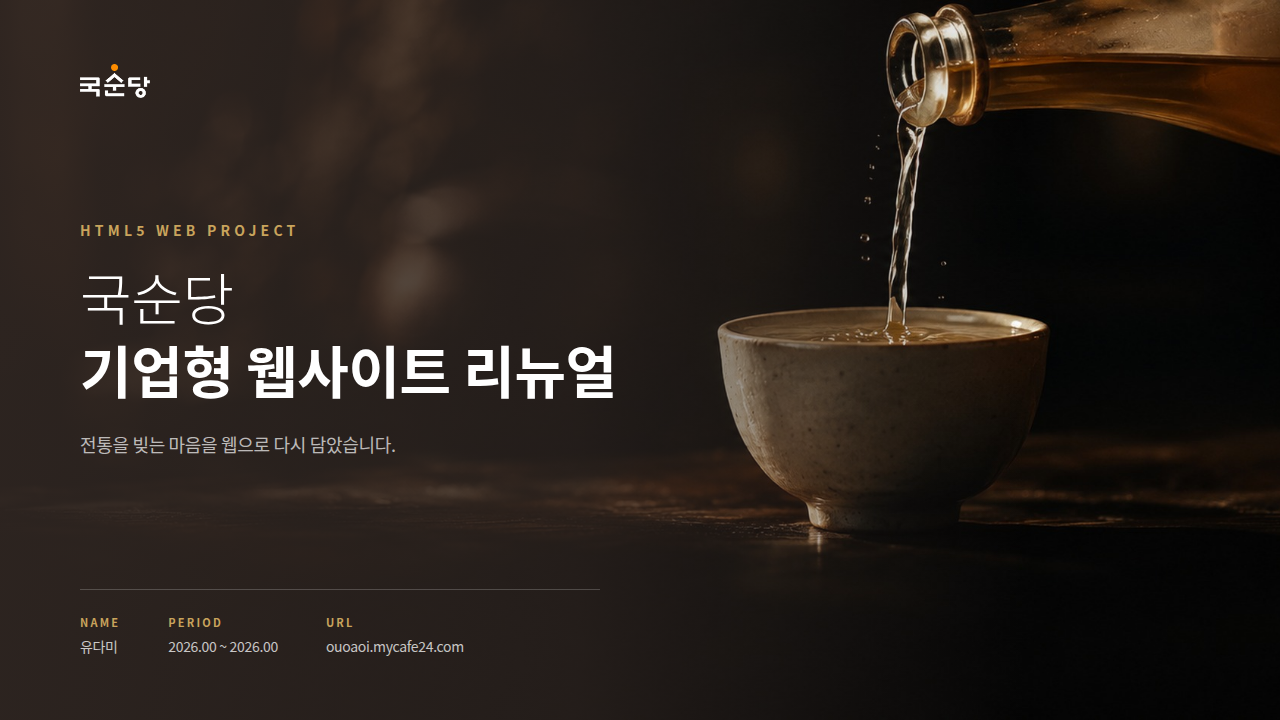 국순당
HTML5 WEB PROJECT
국순당
기업형 웹사이트 리뉴얼
전통을 빚는 마음을 웹으로 다시 담았습니다.
NAME PERIOD URL
유다미 2026.00 ~ 2026.00 ouoaoi.mycafe24.com